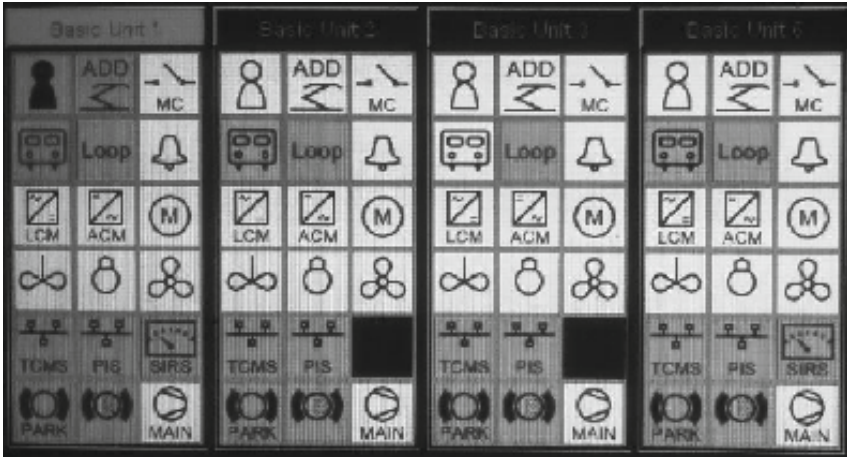 Basic Unit 1 Basic Unit 2 Basic Unit 3 Basic Unit
ADD ADD ADD ADD
MC MC MC MC
Loop Loop Loop Loop
M M M M
LCM ACM LCM ACM LCM ACM LCM ACM
TCMS PIS SIRS TCMS PIS TCMS PIS TCMS PIS SIRS
PARK MAIN PARK MAIN PARK MAIN PARK MAIN